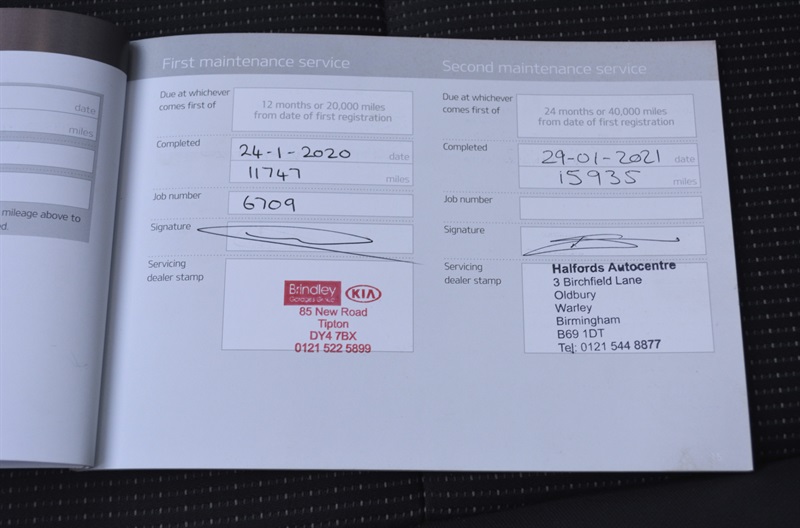 date
miles
mileage above to
d.
First maintenance service
Due at whichever
comes first of
12 months or 20,000 miles
from date of first registration
Completed
24-1-2020 date
11747 miles
Job number
6709
Signature
Servicing
dealer stamp
Brindley
KIA
85 New Road
Tipton
DY4 7BX
0121 522 5899
Second maintenance service
Due at whichever
comes first of
24 months or 40,000 miles
from date of first registration
Completed
29-01-2021 date
15935 miles
Job number
Signature
Servicing
dealer stamp
Halfords Autocentre
3 Birchfield Lane
Oldbury
Warley
Birmingham
B69 1DT
Tel: 0121 544 8877